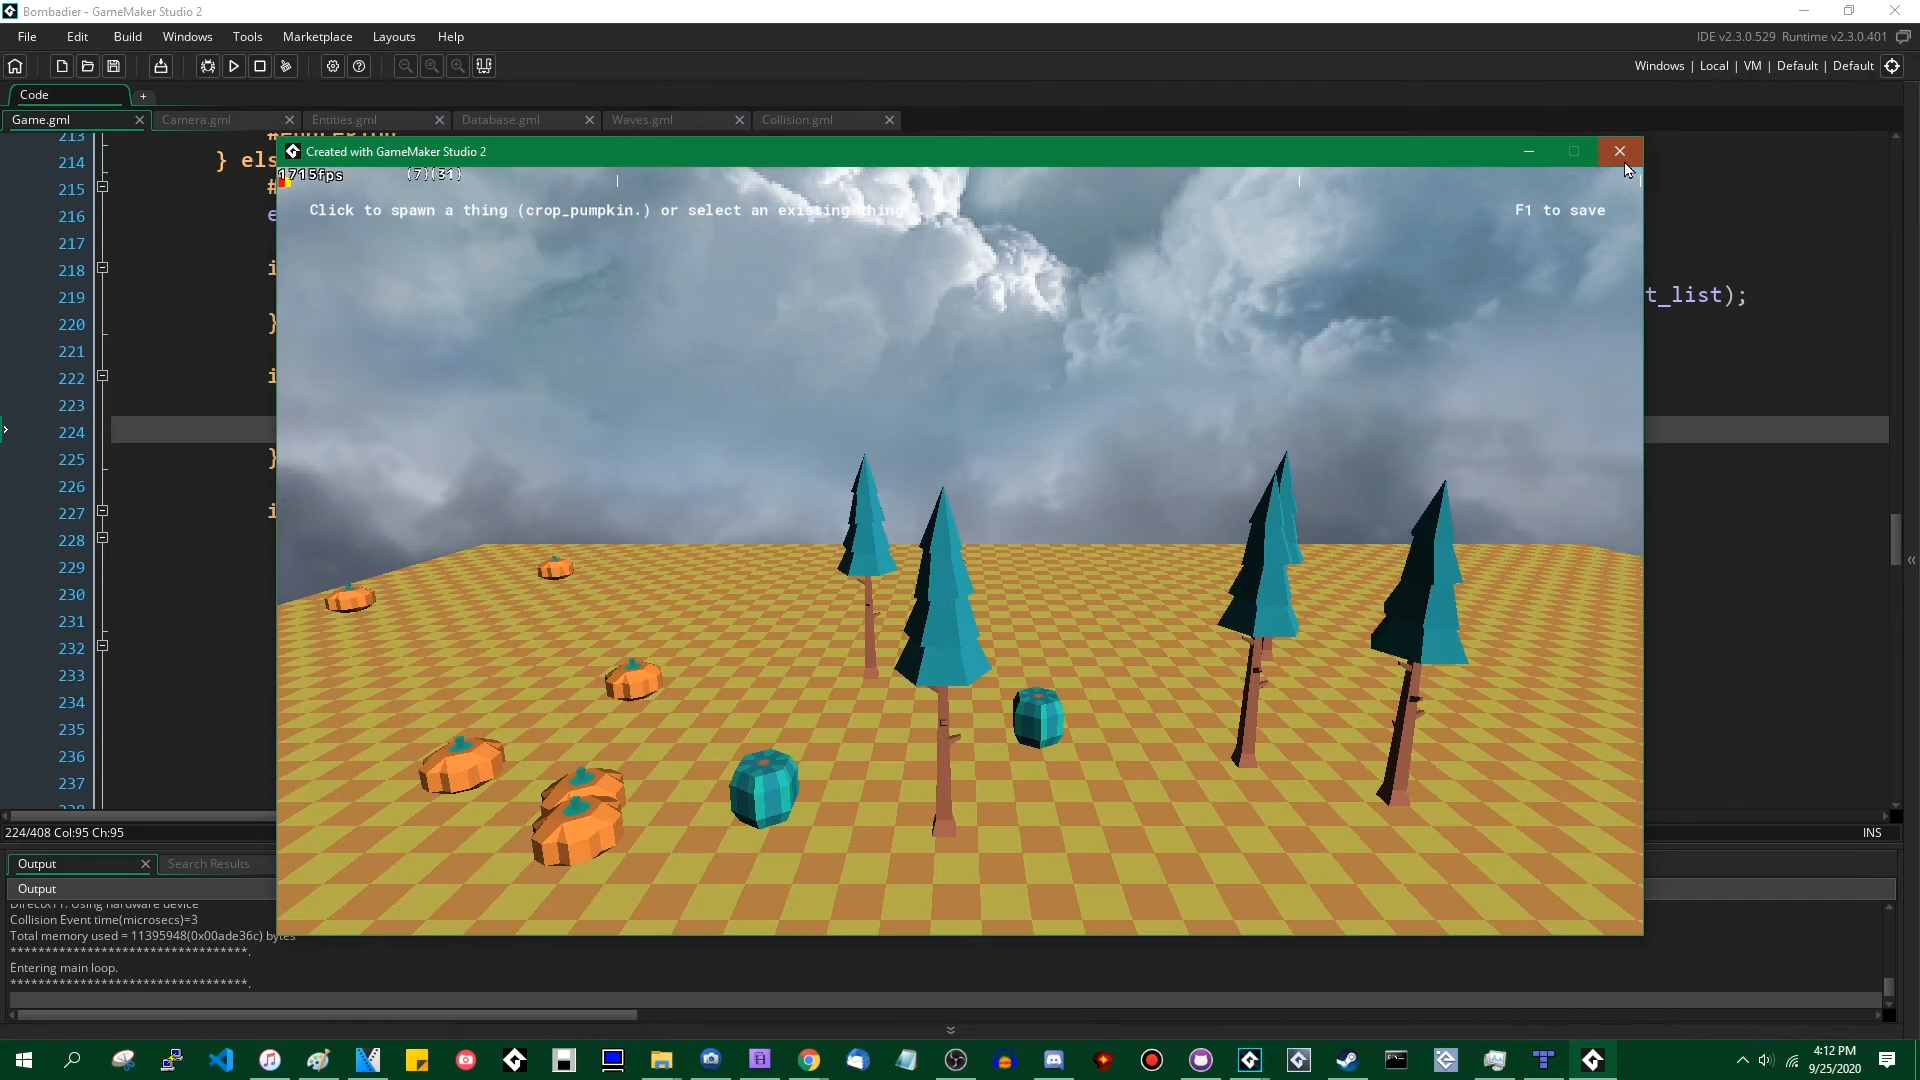 Bombadier - GameMaker Studio 2
File Edit Build Windows Tools Marketplace Layouts Help
IDE v2.3.0.529 Runtime v2.3.0.401
Windows | Local | VM | Default | Default
Code
Game.gml Camera.gml Entities.gml Database.gml Waves.gml Collision.gml
213
214 } els
215 #
216 e
217
218 i
219 t_list);
220 }
221
222 i
223
224
225 }
226
227 i
228
229
230
231
232
233
234
235
236
237
Created with GameMaker Studio 2
1715fps (7)(31)
Click to spawn a thing (crop_pumpkin.) or select an existing thing
F1 to save
224/408 Col:95 Ch:95
INS
Output Search Results
Output
DirectX11: Using hardware device
Collision Event time(microsecs)=3
Total memory used = 11395948(0x00ade36c) bytes
*********************************.
Entering main loop.
*********************************.
4:12 PM
9/25/2020